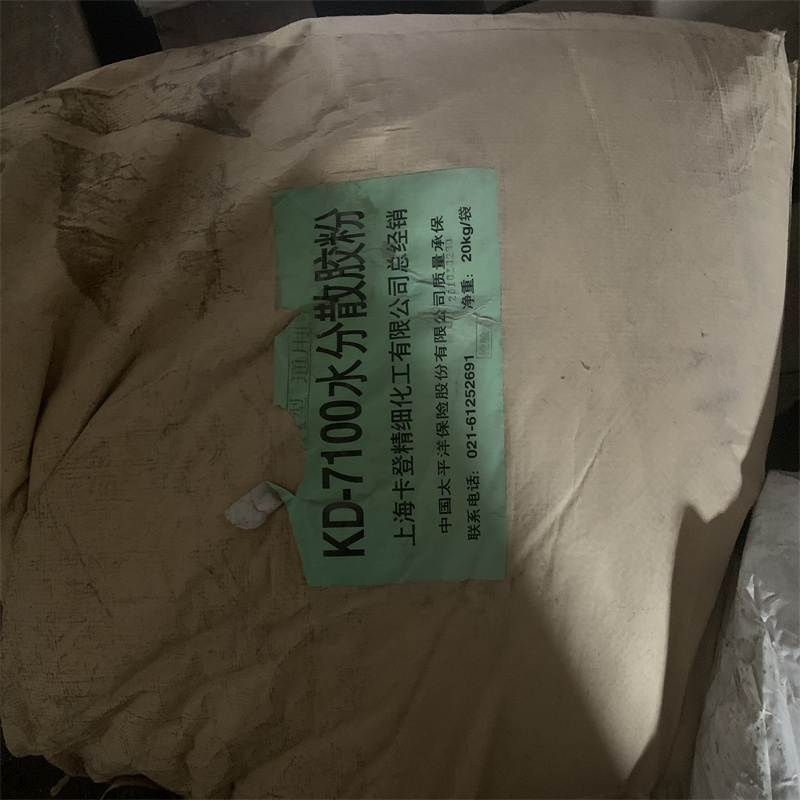 KD-7100水分散胶粉
上海卡登精细化工有限公司总经销
中国太平洋保险股份有限公司质量承保
联系电话: 021-61252691 净重: 20kg/袋